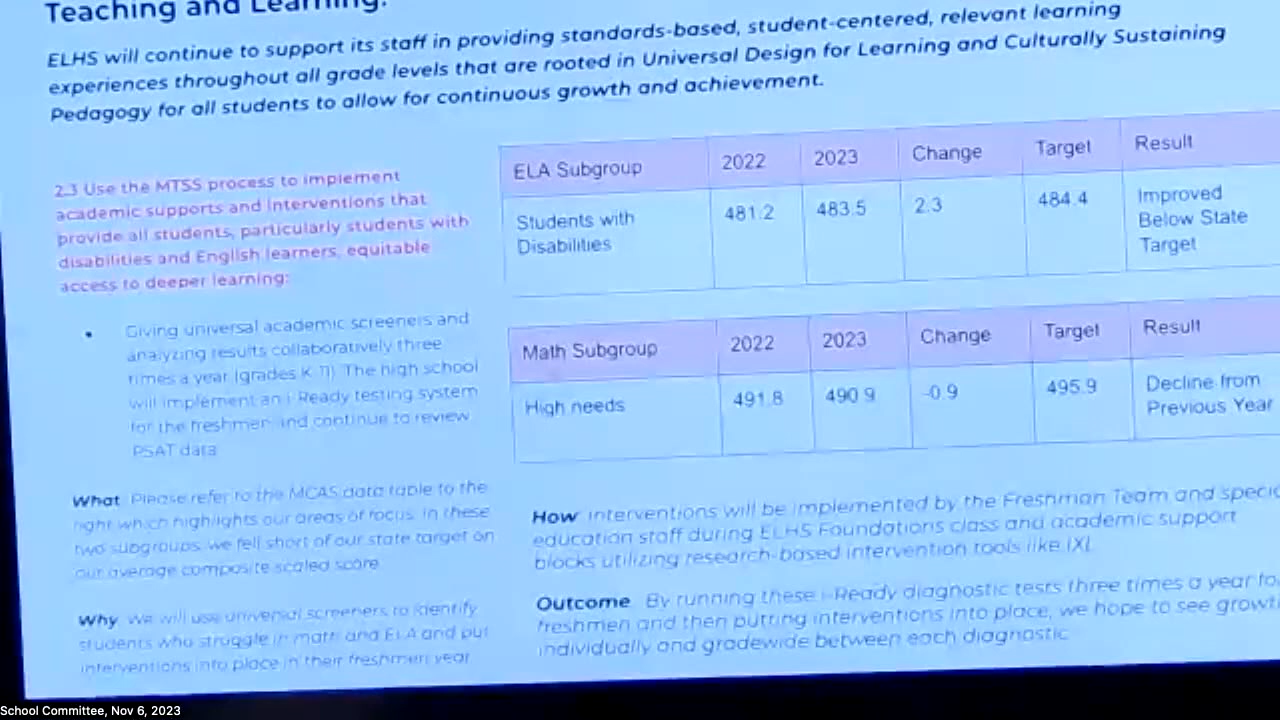 Teaching and Learning:
ELHS will continue to support its staff in providing standards-based, student-centered, relevant learning
experiences throughout all grade levels that are rooted in Universal Design for Learning and Culturally Sustaining
Pedagogy for all students to allow for continuous growth and achievement.
2.3 Use the MTSS process to implement
academic supports and interventions that
provide all students, particularly students with
disabilities and English learners, equitable
access to deeper learning:
• Giving universal academic screeners and
analyzing results collaboratively three
times a year (grades K-11). The high school
will implement an i-Ready testing system
for the freshmen and continue to review
PSAT data
What Please refer to the MCAS data table to the
right which highlights our areas of focus. In these
two subgroups, we fell short of our state target on
our average composite scaled score
Why We will use universal screeners to identify
students who struggle in math and ELA and put
interventions into place in their freshmen year
ELA Subgroup 2022 2023 Change Target Result
Students with Disabilities 481.2 483.5 2.3 484.4 Improved Below State Target
Math Subgroup 2022 2023 Change Target Result
High needs 491.8 490.9 -0.9 495.9 Decline from Previous Year
How Interventions will be implemented by the Freshman Team and
education staff during ELHS Foundations class and academic support
blocks utilizing research-based intervention tools like IXL
Outcome By running these i-Ready diagnostic tests three times a year
freshmen and then putting interventions into place, we hope to see
individually and gradewide between each diagnostic
School Committee, Nov 6, 2023